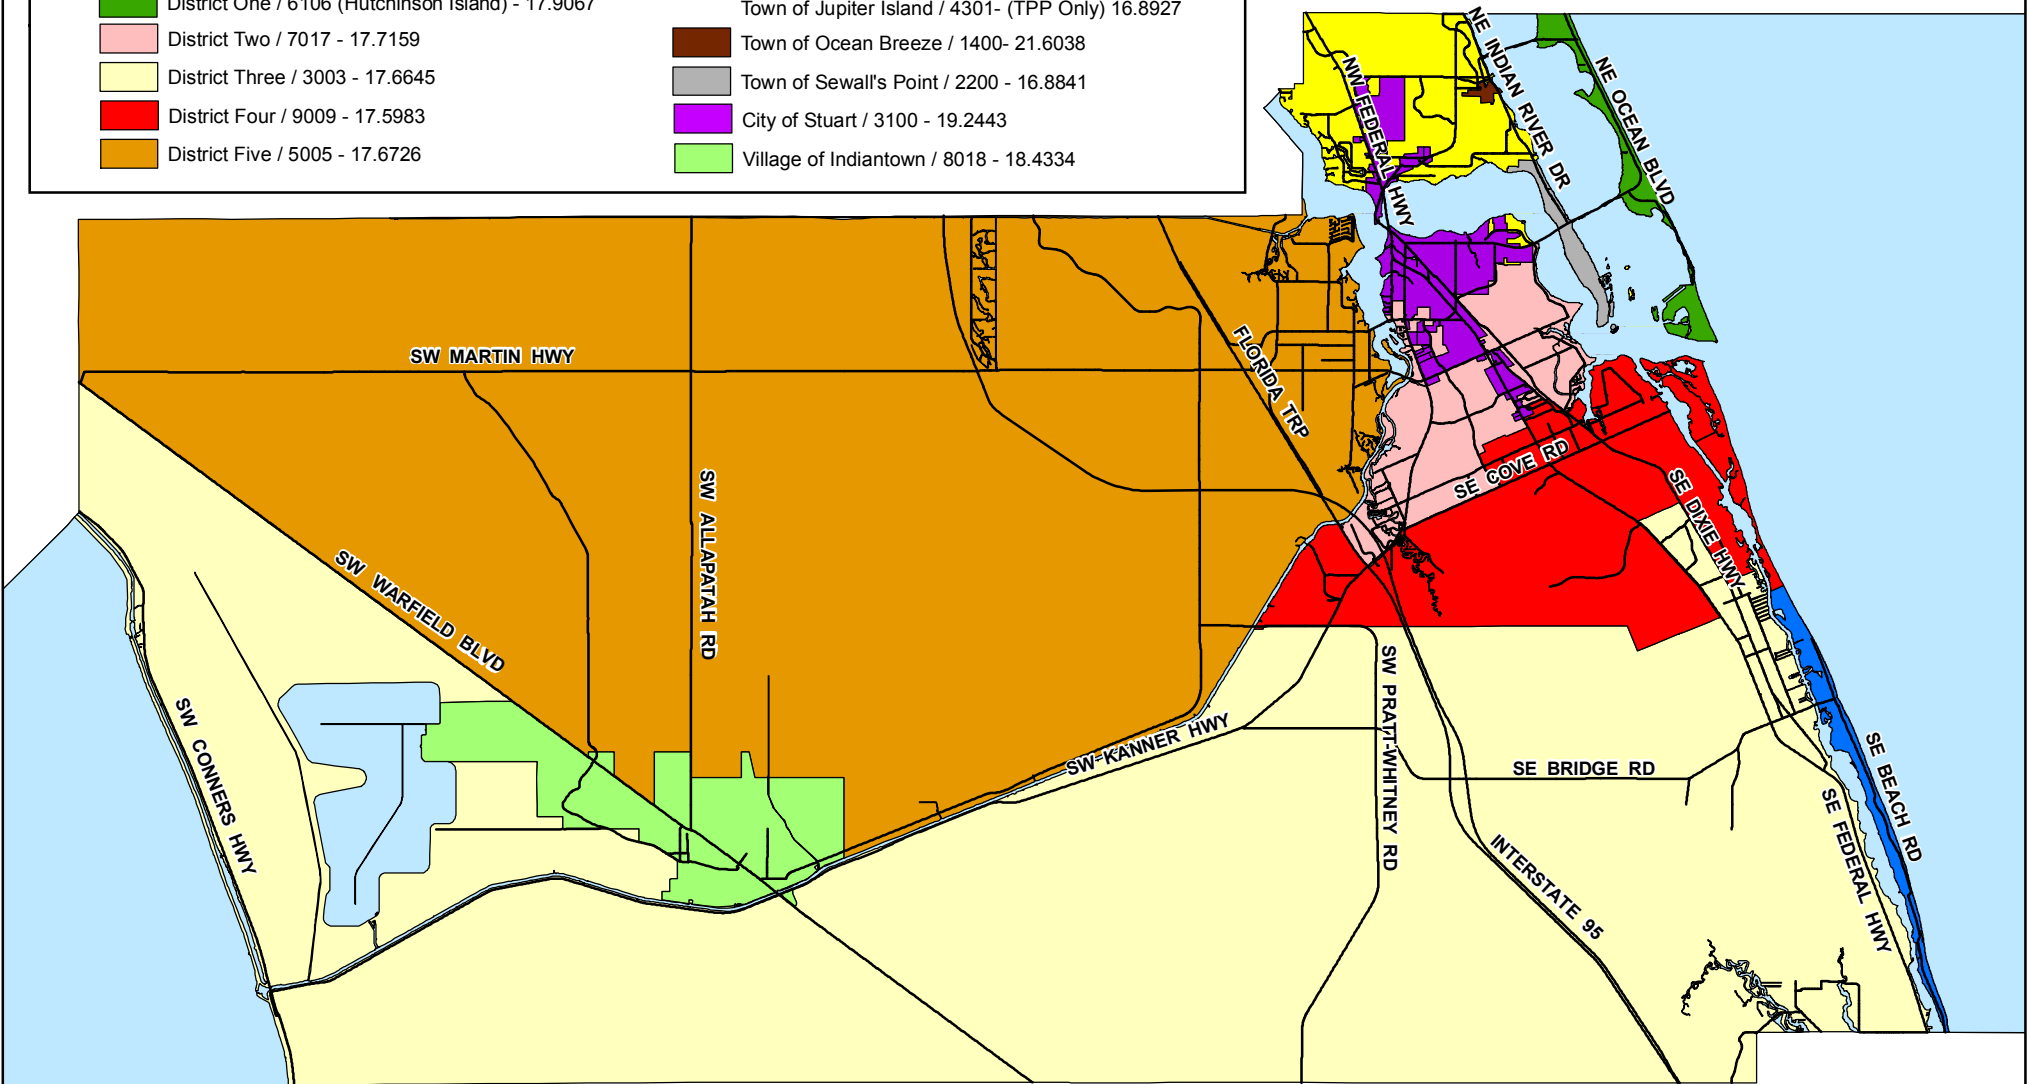 District One / 6106 (Hutchinson Island) - 17.9067
District Two / 7017 - 17.7159
District Three / 3003 - 17.6645
District Four / 9009 - 17.5983
District Five / 5005 - 17.6726
Town of Jupiter Island / 4301- (TPP Only) 16.8927
Town of Ocean Breeze / 1400- 21.6038
Town of Sewall's Point / 2200 - 16.8841
City of Stuart / 3100 - 19.2443
Village of Indiantown / 8018 - 18.4334
NE INDIAN RIVER DR
NW FEDERAL HWY
NE OCEAN BLVD
SW MARTIN HWY
FLORIDA TRP
SW ALLAPATAH RD
SE COVE RD
SE DIXIE HWY
SW WARFIELD BLVD
SW CONNERS HWY
SW KANNER HWY
SW PRATT-WHITNEY RD
SE BRIDGE RD
SE BEACH RD
SE FEDERAL HWY
INTERSTATE 95